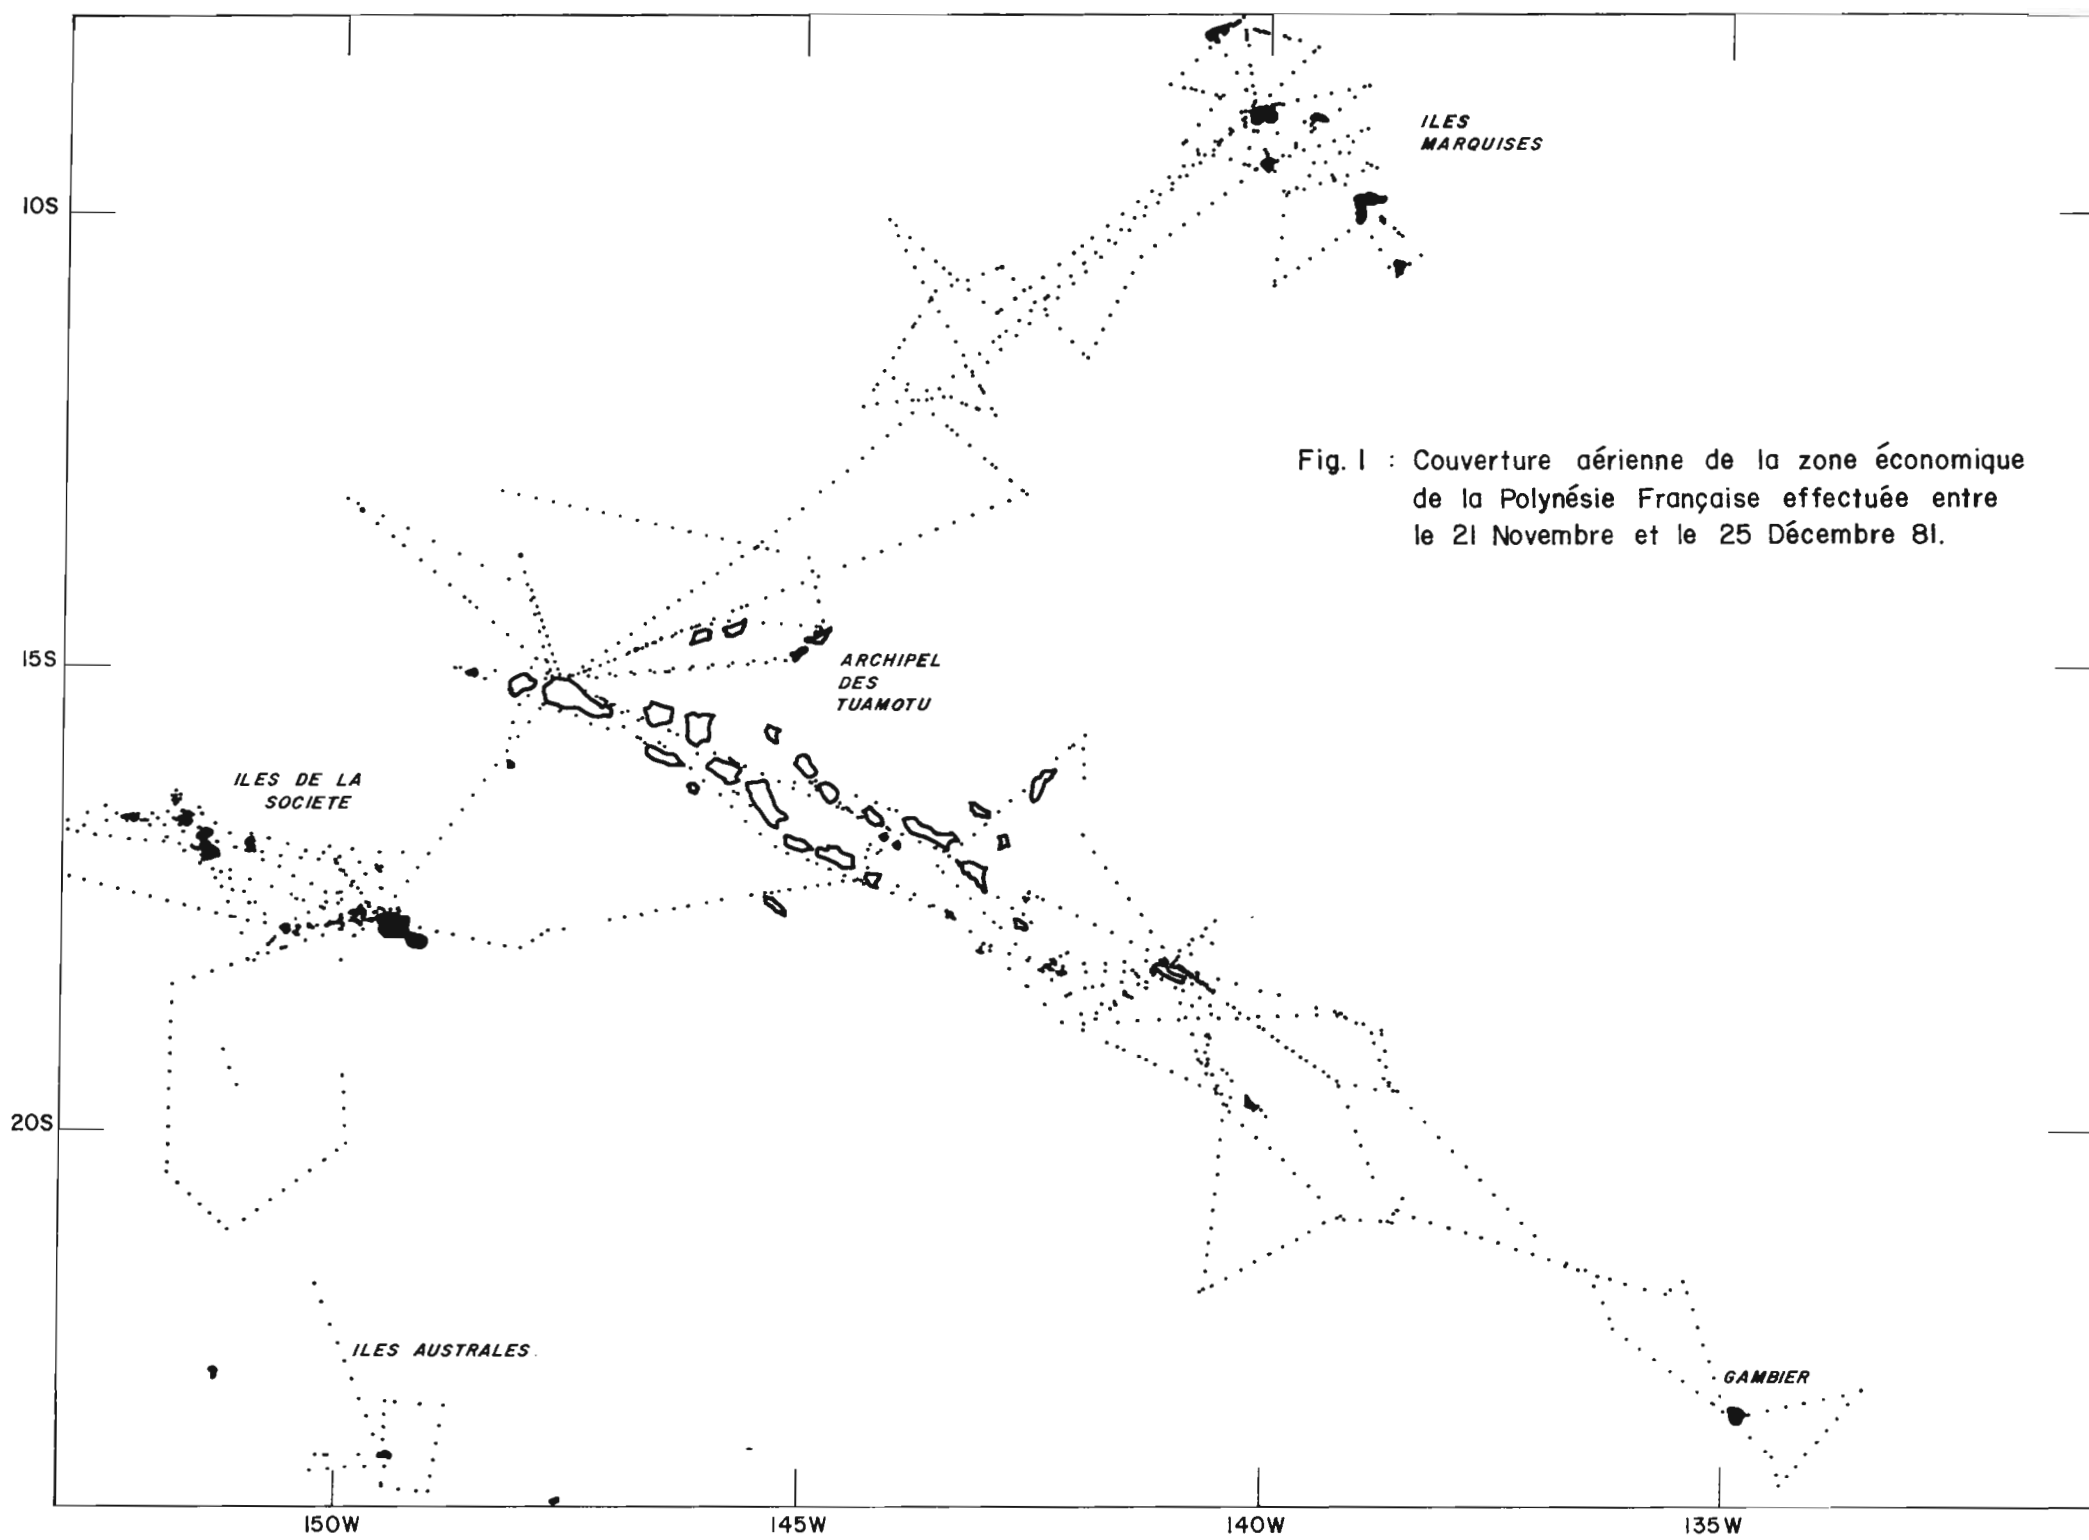 ILES
MARQUISES
10S
Fig. 1 : Couverture aérienne de la zone économique
de la Polynésie Française effectuée entre
le 21 Novembre et le 25 Décembre 81.
15S
ARCHIPEL
DES
TUAMOTU
ILES DE LA
SOCIETE
20S
ILES AUSTRALES
GAMBIER
150W
145W
140W
135W